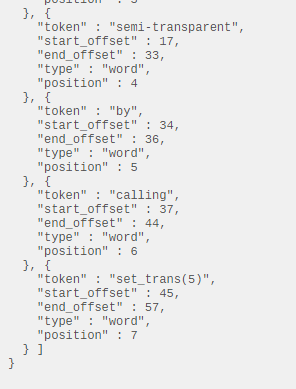 "position" : 3
}, {
"token" : "semi-transparent",
"start_offset" : 17,
"end_offset" : 33,
"type" : "word",
"position" : 4
}, {
"token" : "by",
"start_offset" : 34,
"end_offset" : 36,
"type" : "word",
"position" : 5
}, {
"token" : "calling",
"start_offset" : 37,
"end_offset" : 44,
"type" : "word",
"position" : 6
}, {
"token" : "set_trans(5)",
"start_offset" : 45,
"end_offset" : 57,
"type" : "word",
"position" : 7
} ]
}